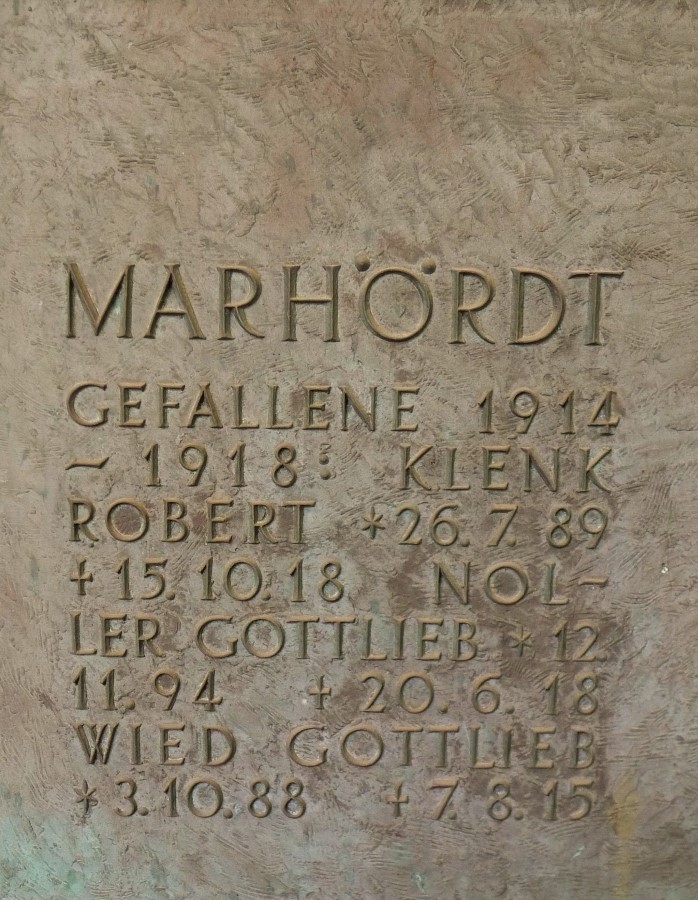 MARHÖRDT
GEFALLENE 1914
– 1918: KLENK
ROBERT *26.7.89
+15.10.18 NOL–
LER GOTTLIEB *12.
11.94 +20.6.18
WIED GOTTLIEB
*3.10.88 +7.8.15